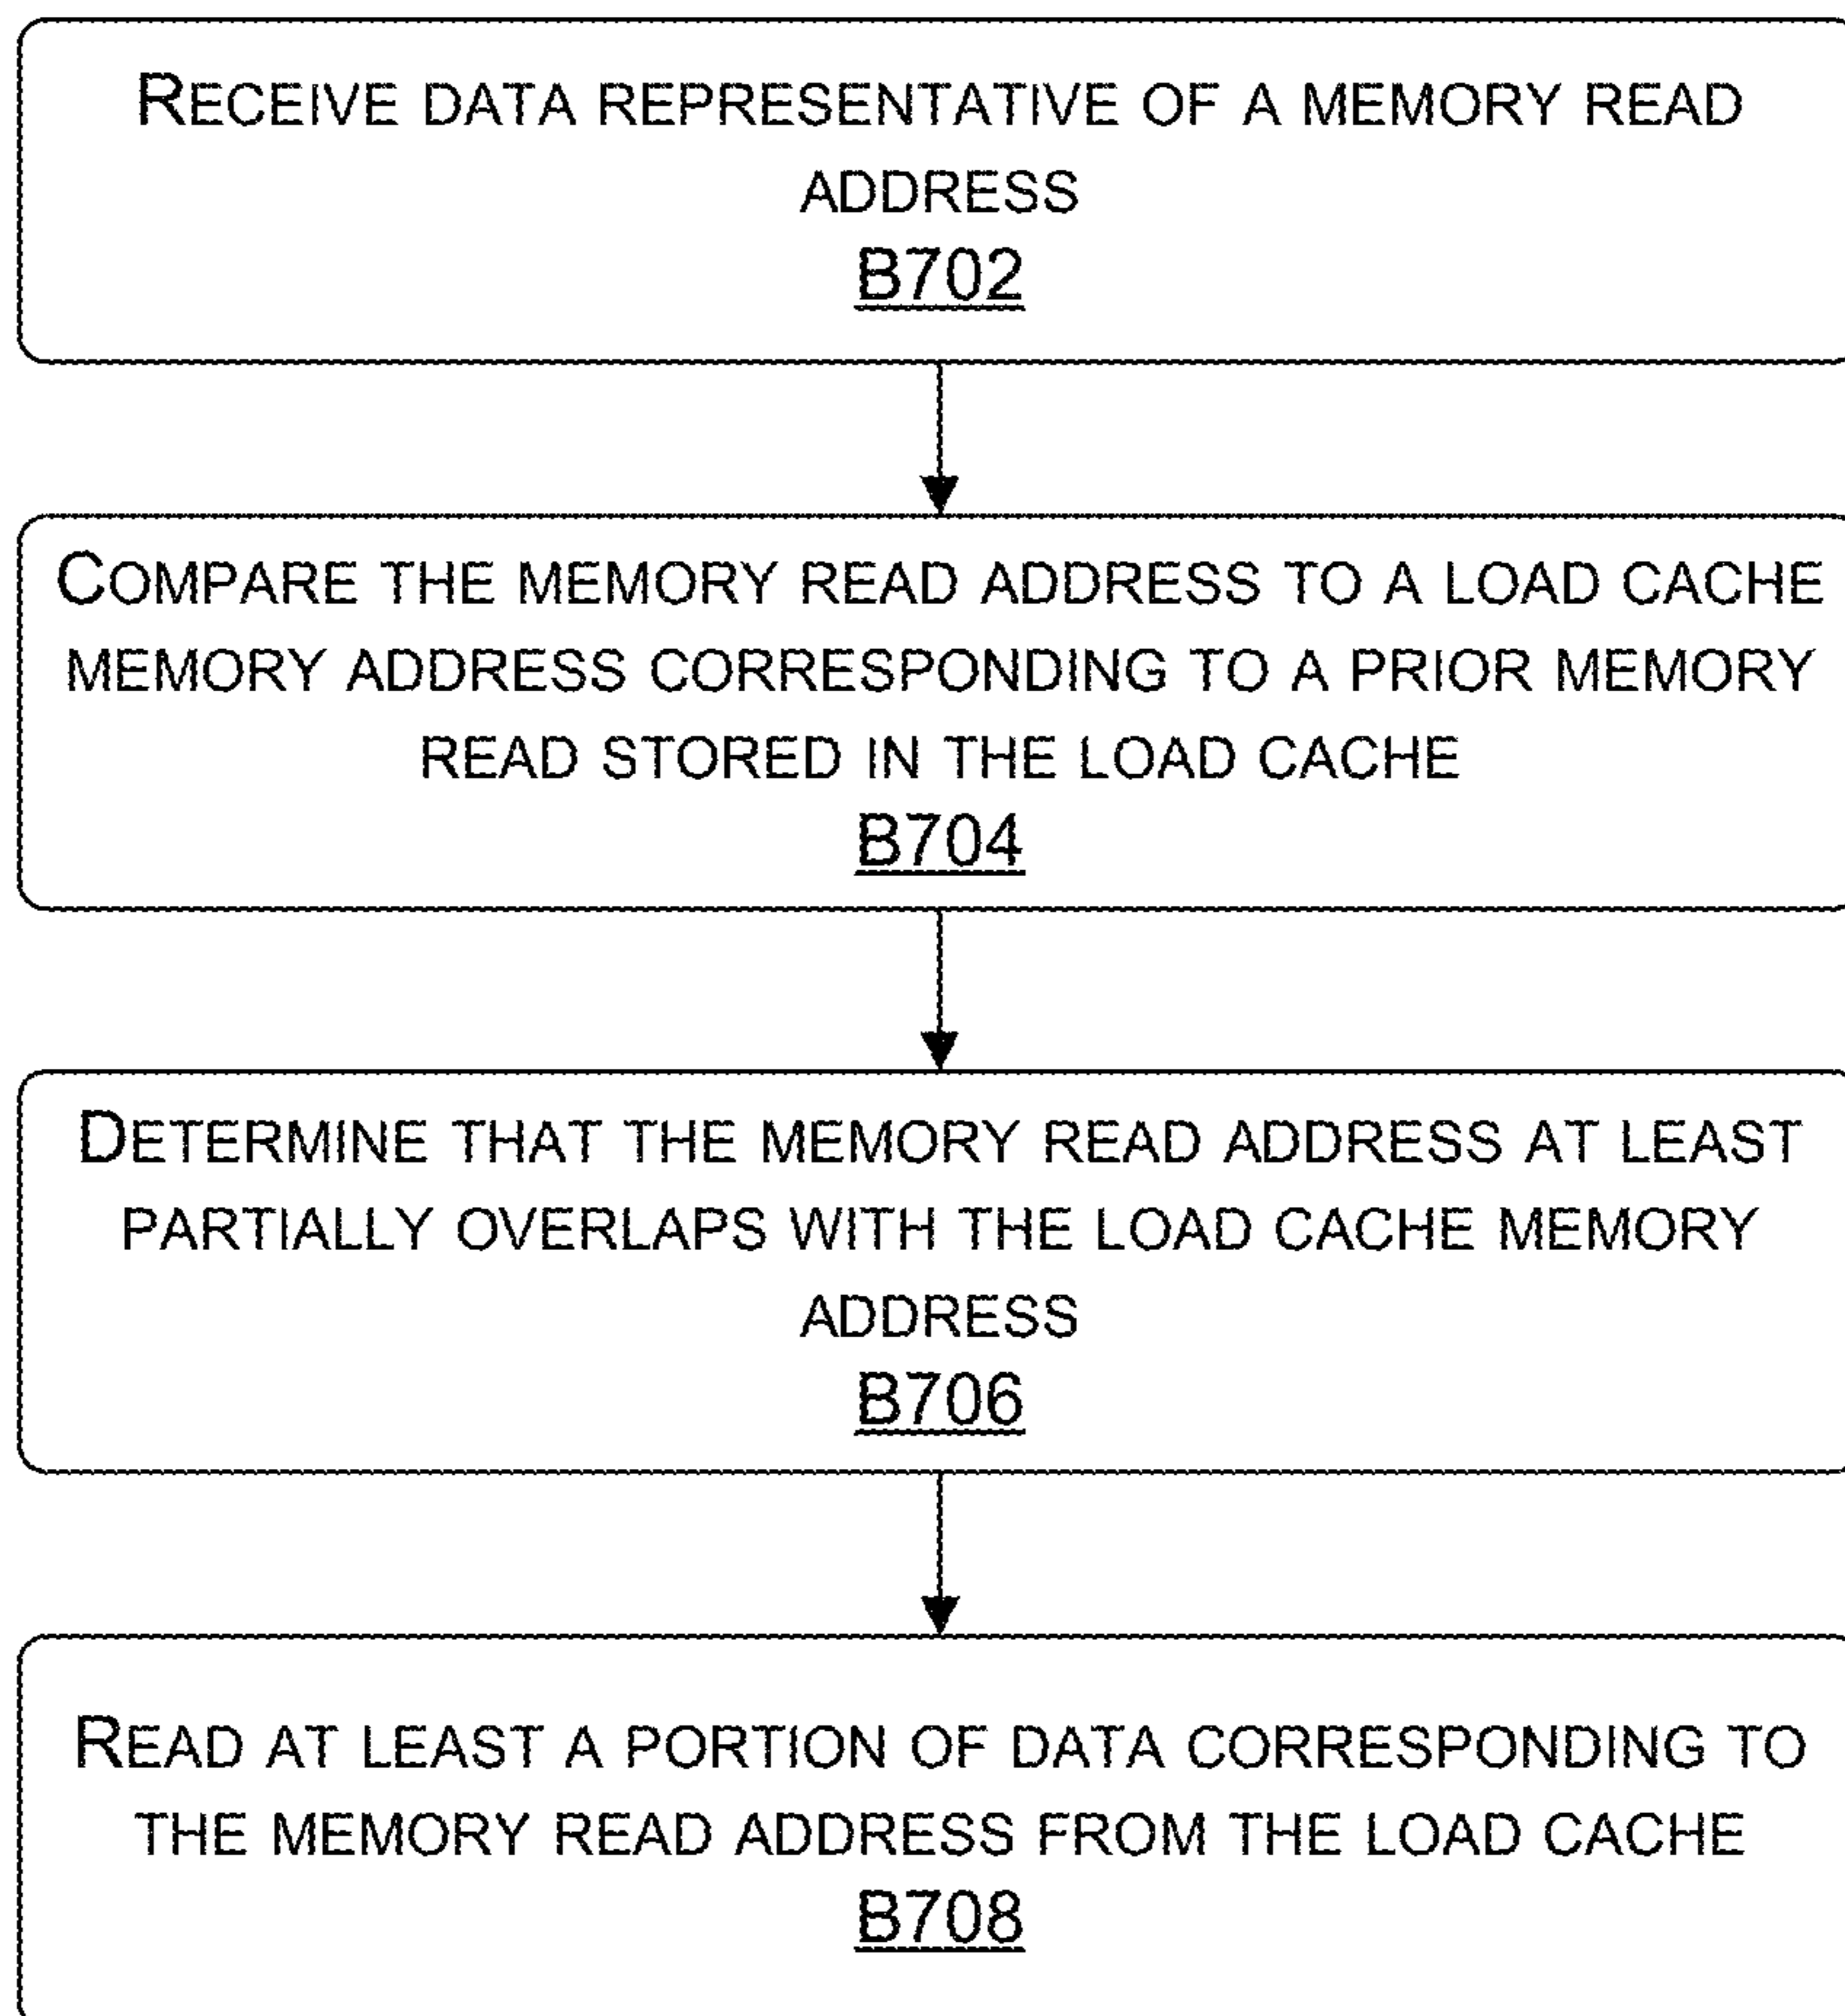 RECEIVE DATA REPRESENTATIVE OF A MEMORY READ
ADDRESS
B702
COMPARE THE MEMORY READ ADDRESS TO A LOAD CACHE
MEMORY ADDRESS CORRESPONDING TO A PRIOR MEMORY
READ STORED IN THE LOAD CACHE
B704
DETERMINE THAT THE MEMORY READ ADDRESS AT LEAST
PARTIALLY OVERLAPS WITH THE LOAD CACHE MEMORY
ADDRESS
B706
READ AT LEAST A PORTION OF DATA CORRESPONDING TO
THE MEMORY READ ADDRESS FROM THE LOAD CACHE
B708